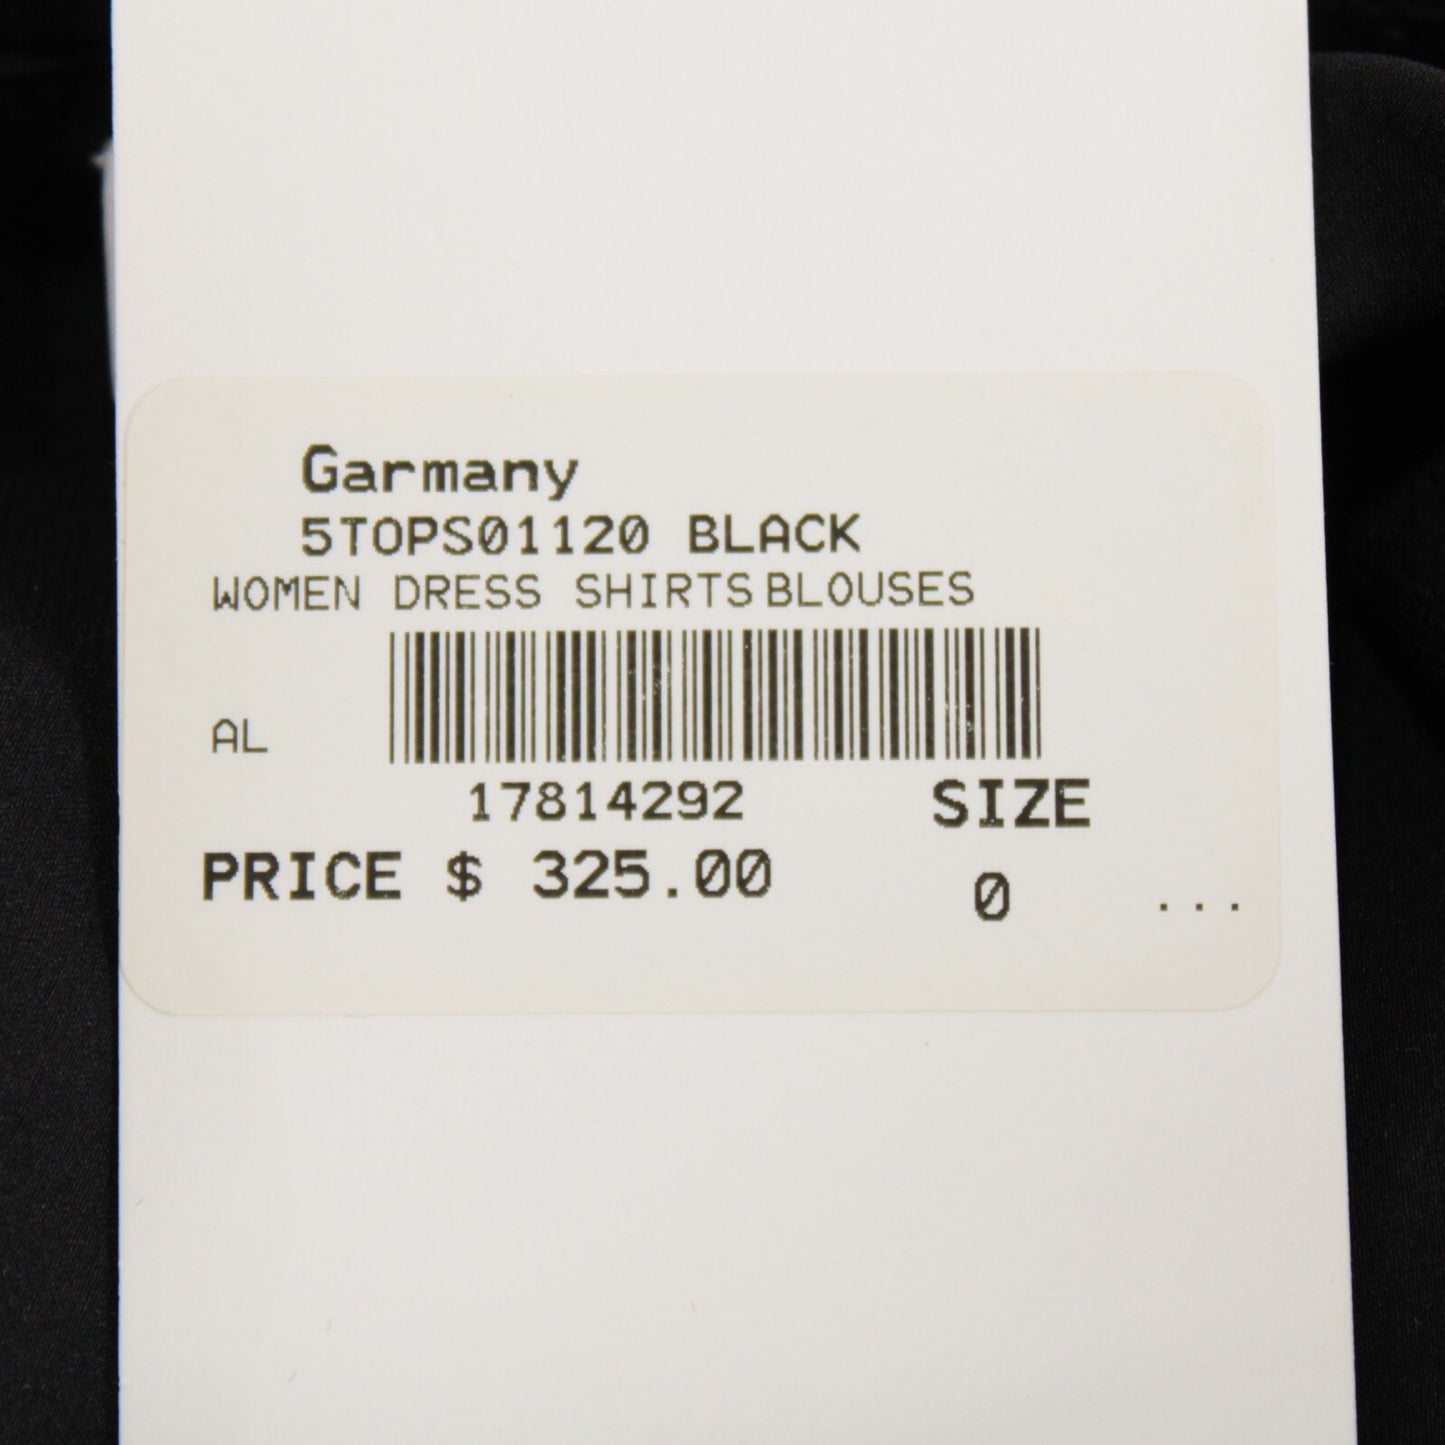 Garmany
5TOPS01120 BLACK
WOMEN DRESS SHIRTS BLOUSES
AL
17814292
SIZE
PRICE $ 325.00
0 ...